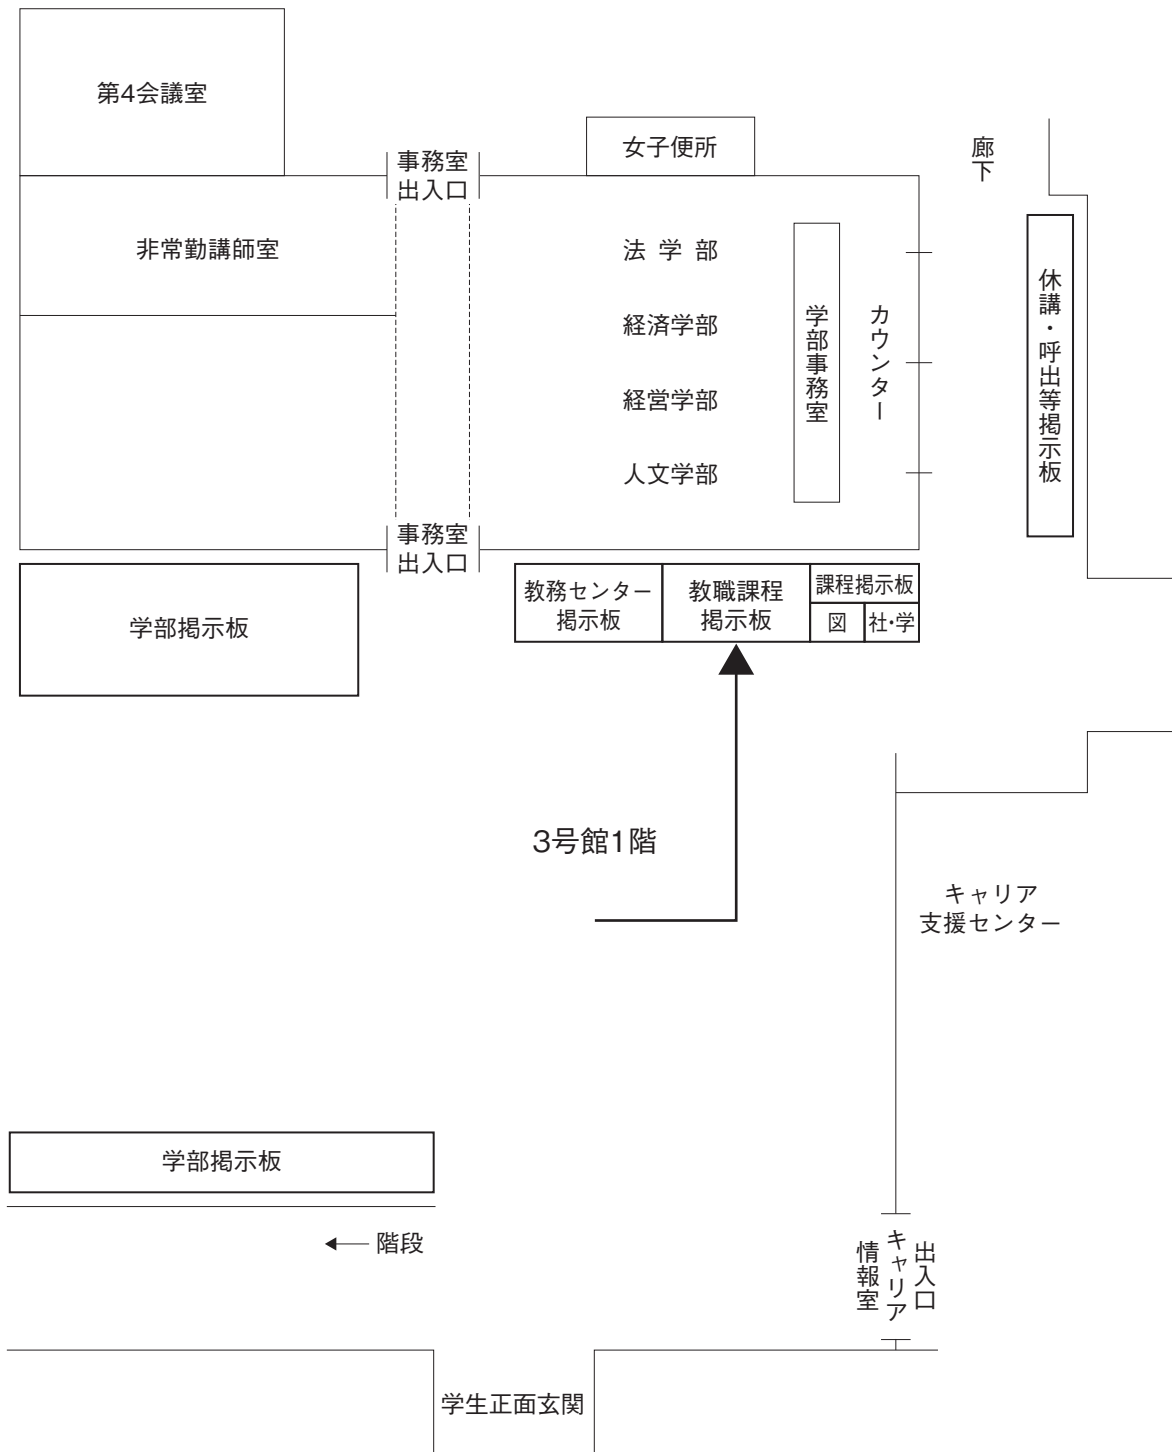 第4会議室
事務室
出入口
女子便所
廊下
非常勤講師室
法学部
経済学部
経営学部
人文学部
学部事務室
カウンター
休講・呼出等掲示板
事務室
出入口
学部掲示板
教務センター
掲示板
教職課程
掲示板
課程掲示板
図
社・学
3号館1階
キャリア
支援センター
学部掲示板
階段
出入口
キャリア
情報室
学生正面玄関